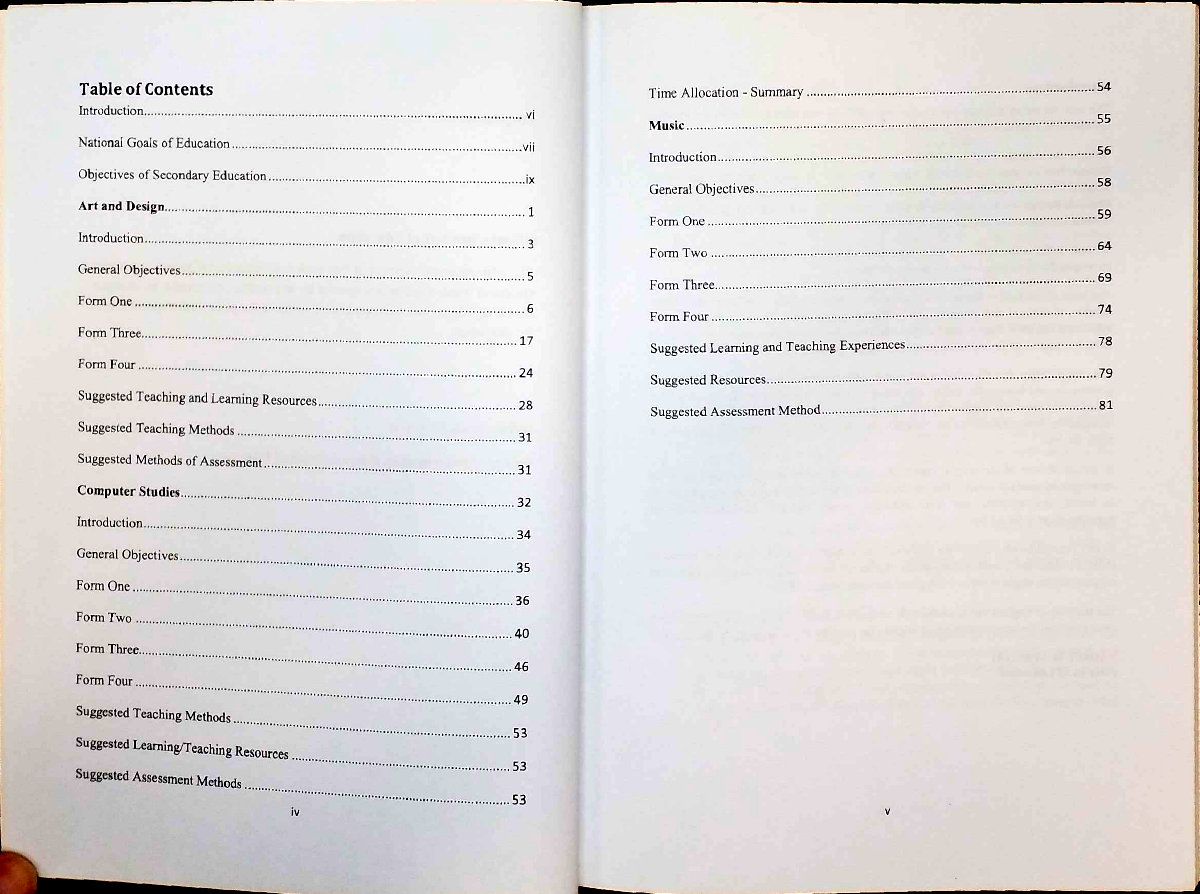 Table of Contents
Introduction.......... vi
National Goals of Education..........vii
Objectives of Secondary Education..........ix
Art and Design.......... 1
Introduction.......... 3
General Objectives.......... 5
Form One .......... 6
Form Three.......... 17
Form Four .......... 24
Suggested Teaching and Learning Resources.......... 28
Suggested Teaching Methods .......... 31
Suggested Methods of Assessment.......... 31
Computer Studies.......... 32
Introduction.......... 34
General Objectives.......... 35
Form One .......... 36
Form Two .......... 40
Form Three.......... 46
Form Four .......... 49
Suggested Teaching Methods .......... 53
Suggested Learning/Teaching Resources .......... 53
Suggested Assessment Methods .......... 53
iv
Time Allocation - Summary .......... 54
Music.......... 55
Introduction.......... 56
General Objectives.......... 58
Form One .......... 59
Form Two .......... 64
Form Three.......... 69
Form Four .......... 74
Suggested Learning and Teaching Experiences.......... 78
Suggested Resources.......... 79
Suggested Assessment Method.......... 81
v